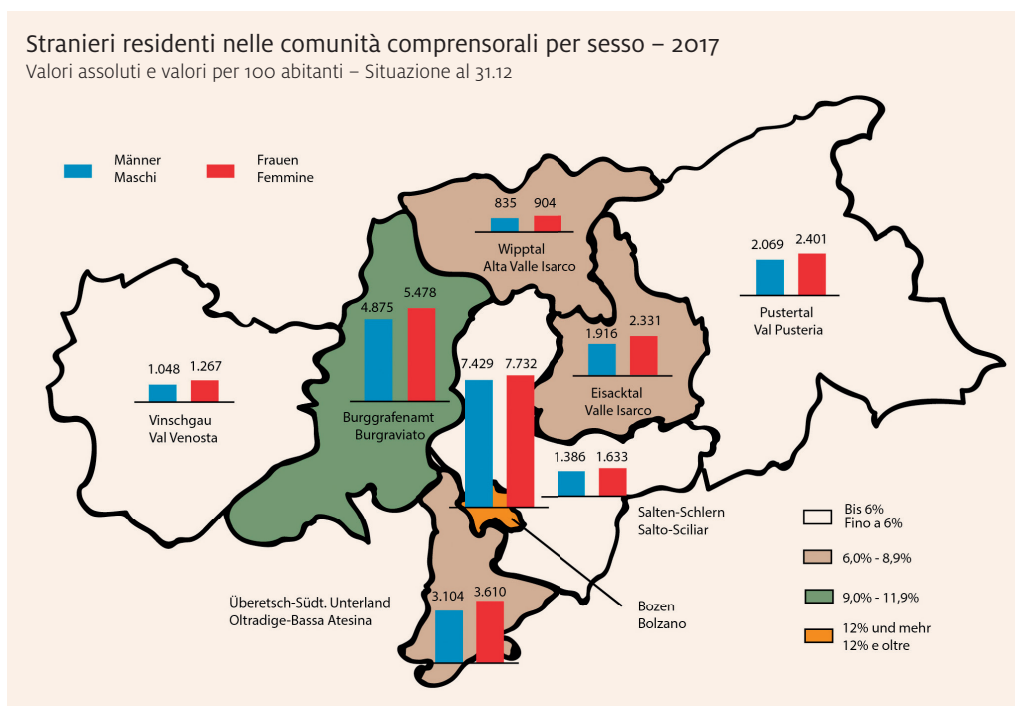 Stranieri residenti nelle comunità comprensorali per sesso – 2017
Valori assoluti e valori per 100 abitanti – Situazione al 31.12
Männer
Maschi
Frauen
Femmine
835
904
Wipptal
Alta Valle Isarco
2.069
2.401
Pustertal
Val Pusteria
4.875
5.478
Burggrafenamt
Burgraviato
1.916
2.331
Eisacktal
Valle Isarco
1.048
1.267
Vinschgau
Val Venosta
7.429
7.732
1.386
1.633
Salten-Schlern
Salto-Sciliar
Bis 6%
Fino a 6%
6,0% - 8,9%
9,0% - 11,9%
12% und mehr
12% e oltre
Überetsch-Südt. Unterland
Oltradige-Bassa Atesina
3.104
3.610
Bozen
Bolzano